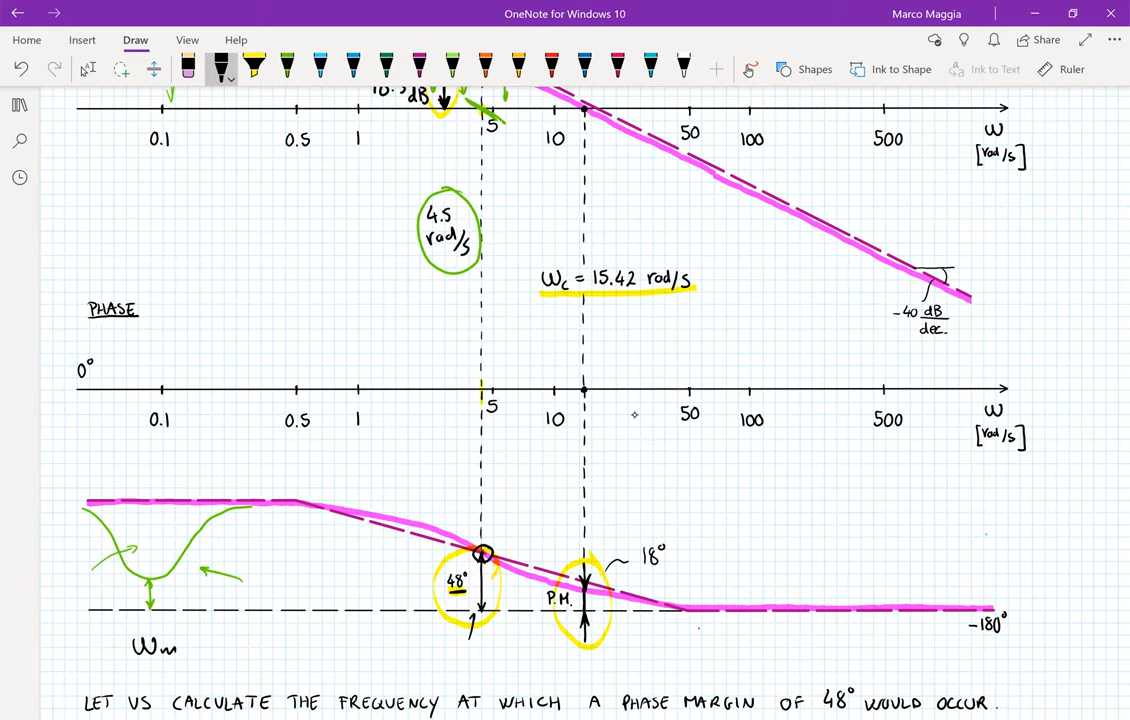 OneNote for Windows 10
Marco Maggia
Home Insert Draw View Help
Share
Shapes Ink to Shape Ink to Text Ruler
dB
0.1 0.5 1 5 10 50 100 500 ω
[rad/s]
4.5
rad/s
ωc = 15.42 rad/s
-40 dB
dec.
PHASE
0°
0.1 0.5 1 5 10 50 100 500 ω
[rad/s]
18°
48°
P.M.
-180°
ωm
LET US CALCULATE THE FREQUENCY AT WHICH A PHASE MARGIN OF 48° WOULD OCCUR.